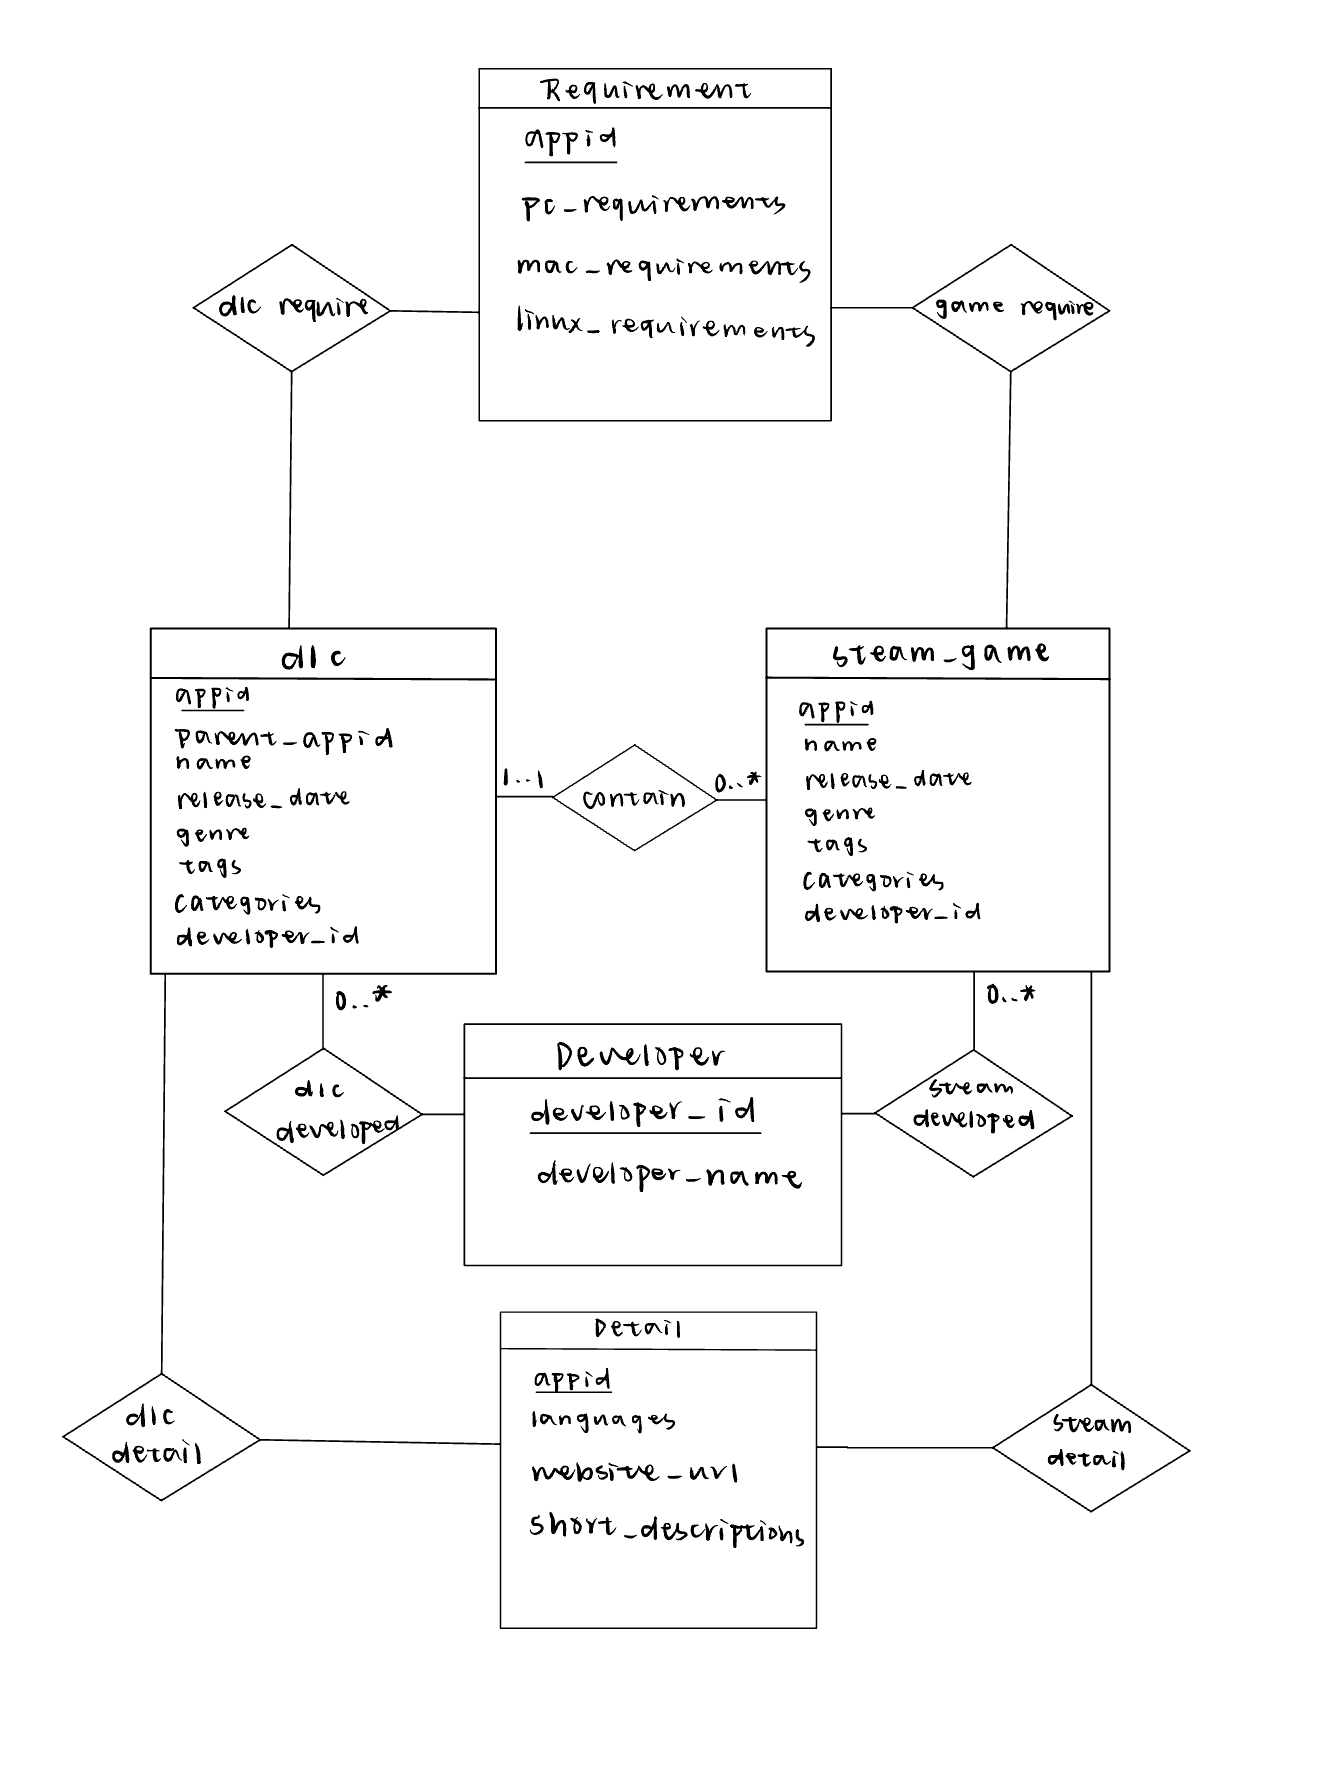 Requirement
appid
pc_requirements
mac_requirements
linux_requirements
dlc require
game require
dlc
appid
parent_appid
name
release_date
genre
tags
categories
developer_id
1..1
contain
0..*
steam_game
appid
name
release_date
genre
tags
categories
developer_id
0..*
0..*
dlc
developed
Developer
developer_id
developer_name
steam
developed
dlc
detail
Detail
appid
languages
website_url
short_descriptions
steam
detail